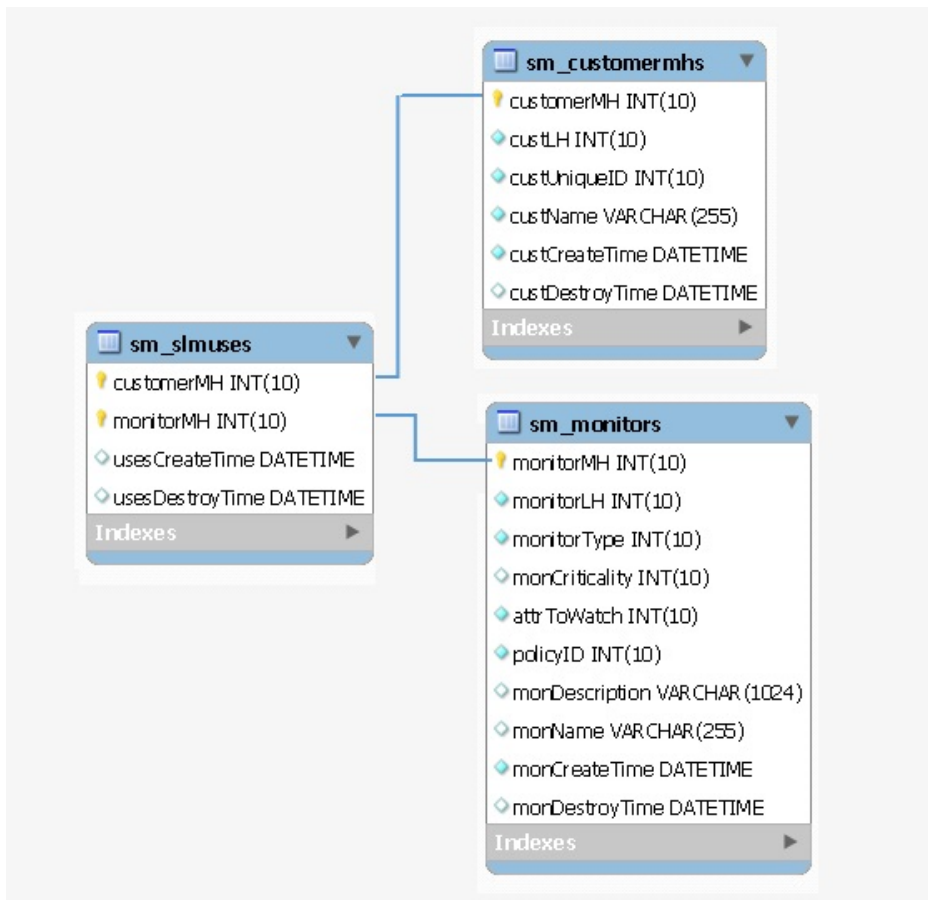 sm_customermhs
customerMH INT(10)
custLH INT(10)
custUniqueID INT(10)
custName VARCHAR(255)
custCreateTime DATETIME
custDestroyTime DATETIME
Indexes
sm_slmuses
customerMH INT(10)
monitorMH INT(10)
usesCreateTime DATETIME
usesDestroyTime DATETIME
Indexes
sm_monitors
monitorMH INT(10)
monitorLH INT(10)
monitorType INT(10)
monCriticality INT(10)
attrToWatch INT(10)
policyID INT(10)
monDescription VARCHAR(1024)
monName VARCHAR(255)
monCreateTime DATETIME
monDestroyTime DATETIME
Indexes